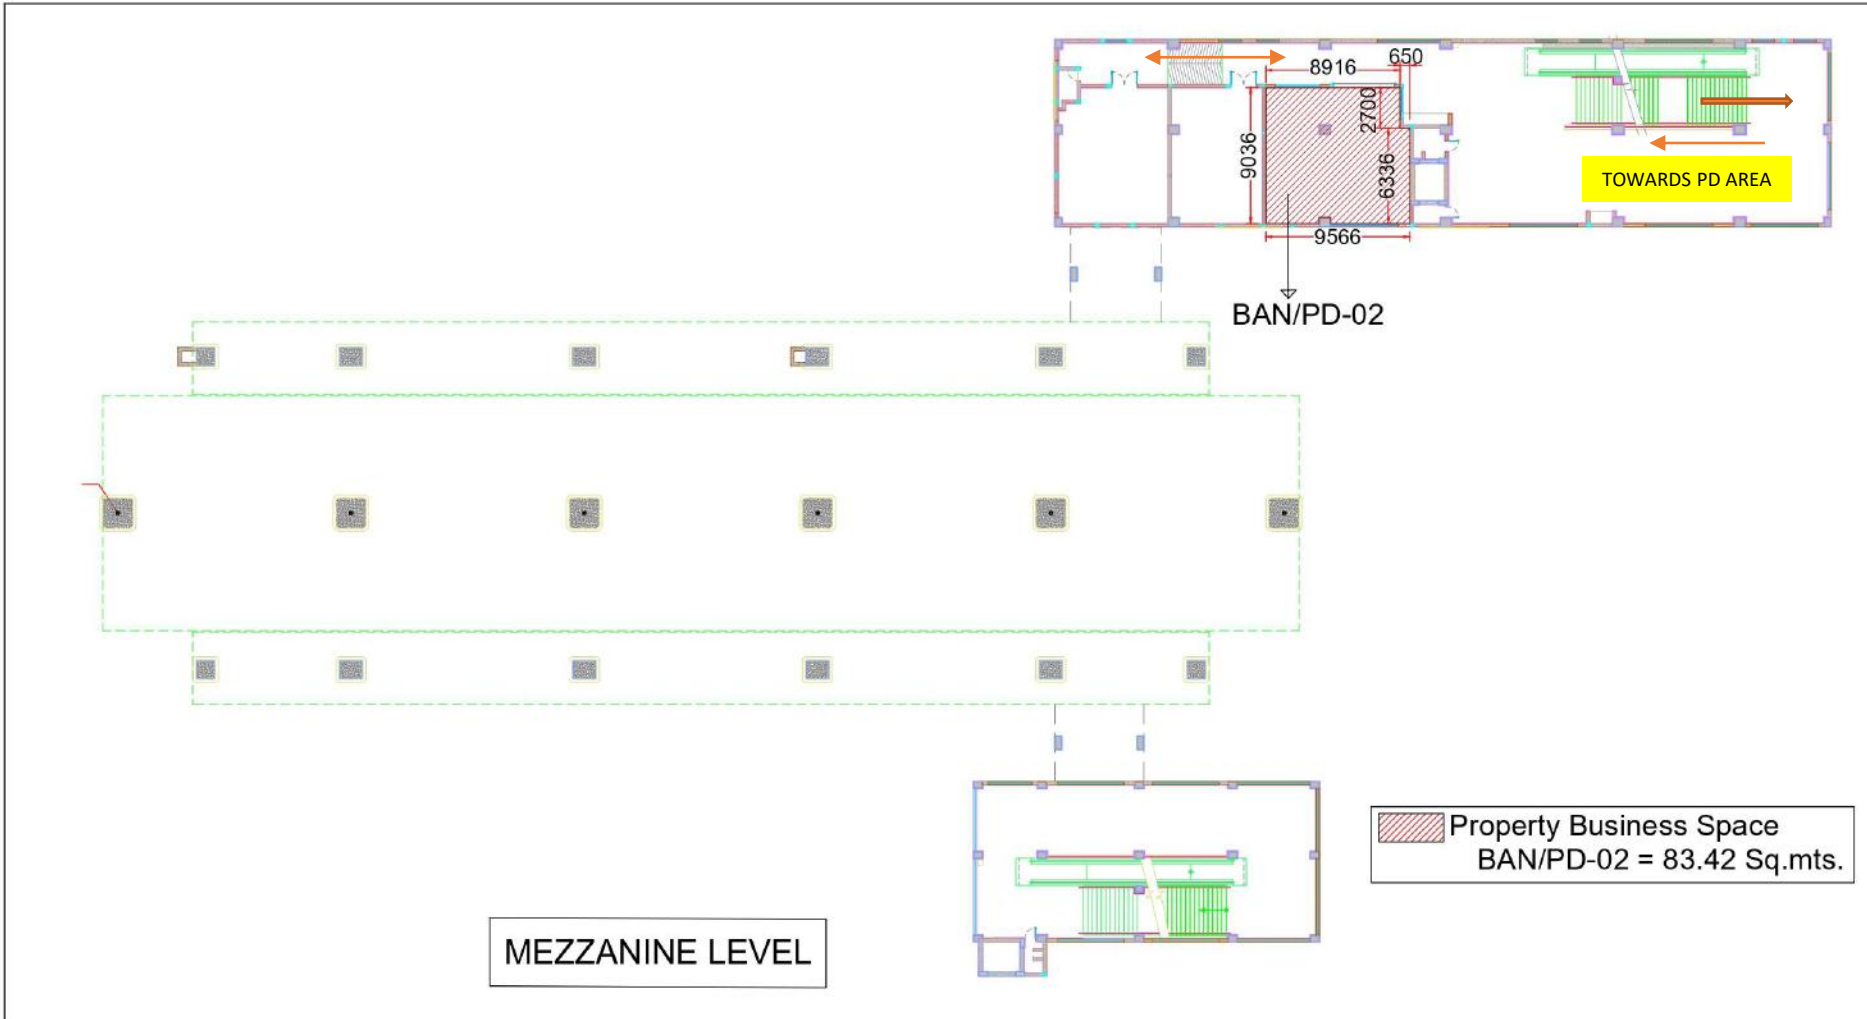 650
8916
2700
9036
6336
TOWARDS PD AREA
9566
BAN/PD-02
Property Business Space
BAN/PD-02 = 83.42 Sq.mts.
MEZZANINE LEVEL